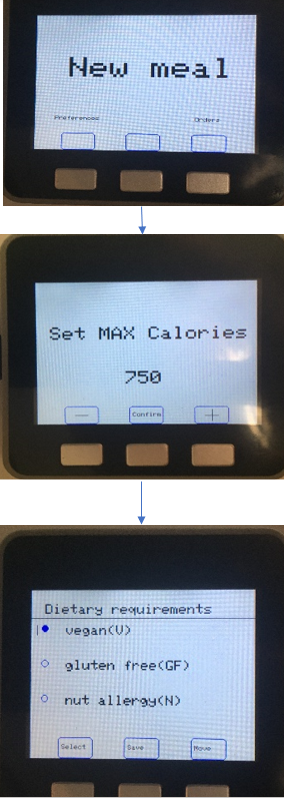 New meal
Preferences Orders
Set MAX Calories
750
— Confirm +
Dietary requirements
vegan(V)
gluten free(GF)
nut allergy(N)
Select Save Move